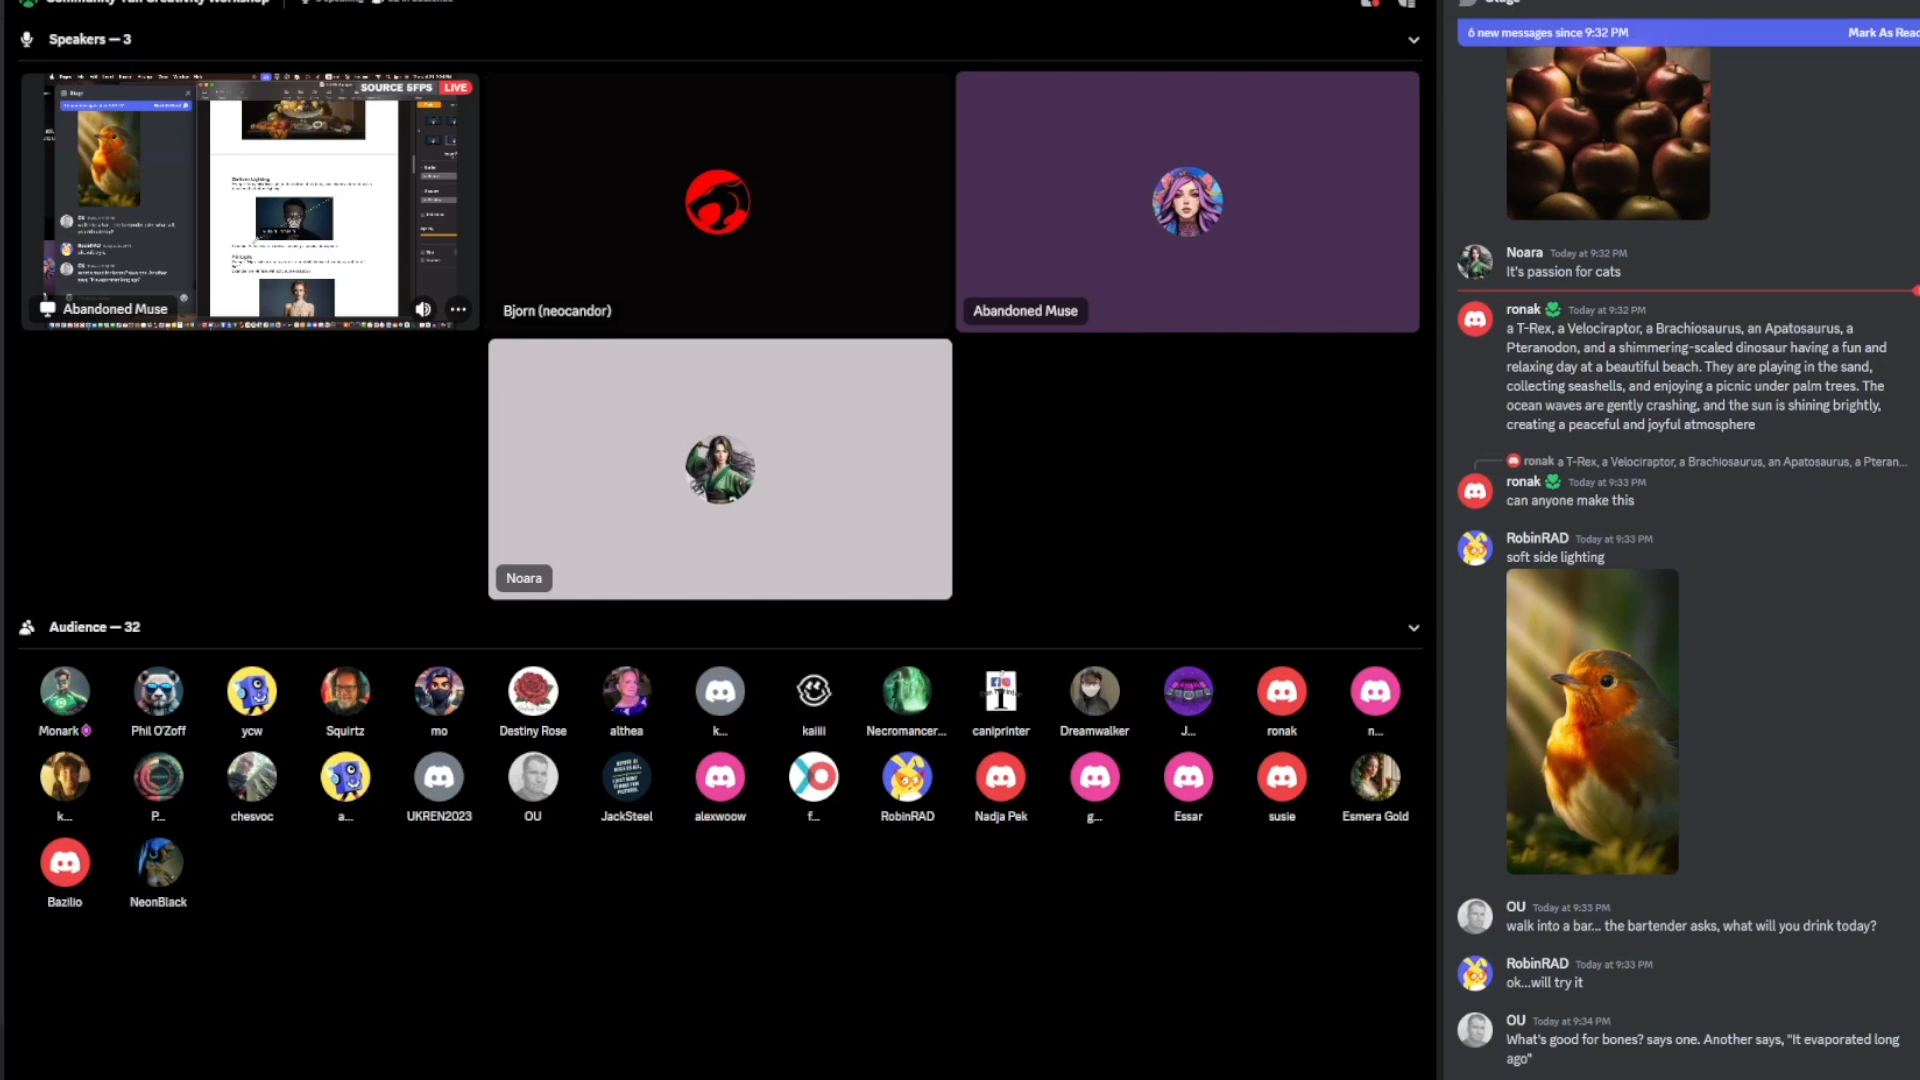 Community Fun Creativity Workshop
Speakers — 3
SOURCE 5FPS
LIVE
Stage
Abandoned Muse
Bjorn (neocandor)
Abandoned Muse
Noara
Audience — 32
Monark
Phil O'Zoff
ycw
Squirtz
mo
Destiny Rose
althea
k...
kaiiii
Necromancer...
caniprinter
Dreamwalker
J...
ronak
n...
k...
P...
chesvoc
a...
UKREN2023
OU
JackSteel
alexwoow
f...
RobinRAD
Nadja Pek
g...
Essar
susie
Esmera Gold
Bazilio
NeonBlack
Stage
6 new messages since 9:32 PM
Mark As Read
Noara Today at 9:32 PM
It's passion for cats
ronak Today at 9:32 PM
a T-Rex, a Velociraptor, a Brachiosaurus, an Apatosaurus, a
Pteranodon, and a shimmering-scaled dinosaur having a fun and
relaxing day at a beautiful beach. They are playing in the sand,
collecting seashells, and enjoying a picnic under palm trees. The
ocean waves are gently crashing, and the sun is shining brightly,
creating a peaceful and joyful atmosphere
ronak a T-Rex, a Velociraptor, a Brachiosaurus, an Apatosaurus, a Pteran...
ronak Today at 9:33 PM
can anyone make this
RobinRAD Today at 9:33 PM
soft side lighting
OU Today at 9:33 PM
walk into a bar... the bartender asks, what will you drink today?
RobinRAD Today at 9:33 PM
ok...will try it
OU Today at 9:34 PM
What's good for bones? says one. Another says, "It evaporated long
ago"